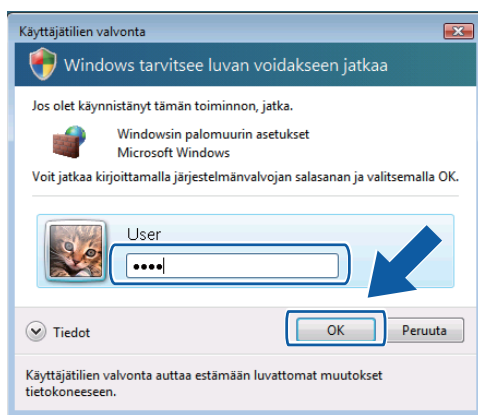 Käyttäjätilien valvonta
Windows tarvitsee luvan voidakseen jatkaa
Jos olet käynnistänyt tämän toiminnon, jatka.
Windowsin palomuurin asetukset
Microsoft Windows
Voit jatkaa kirjoittamalla järjestelmänvalvojan salasanan ja valitsemalla OK.
User
••••
Tiedot
OK
Peruuta
Käyttäjätilien valvonta auttaa estämään luvattomat muutokset
tietokoneeseen.